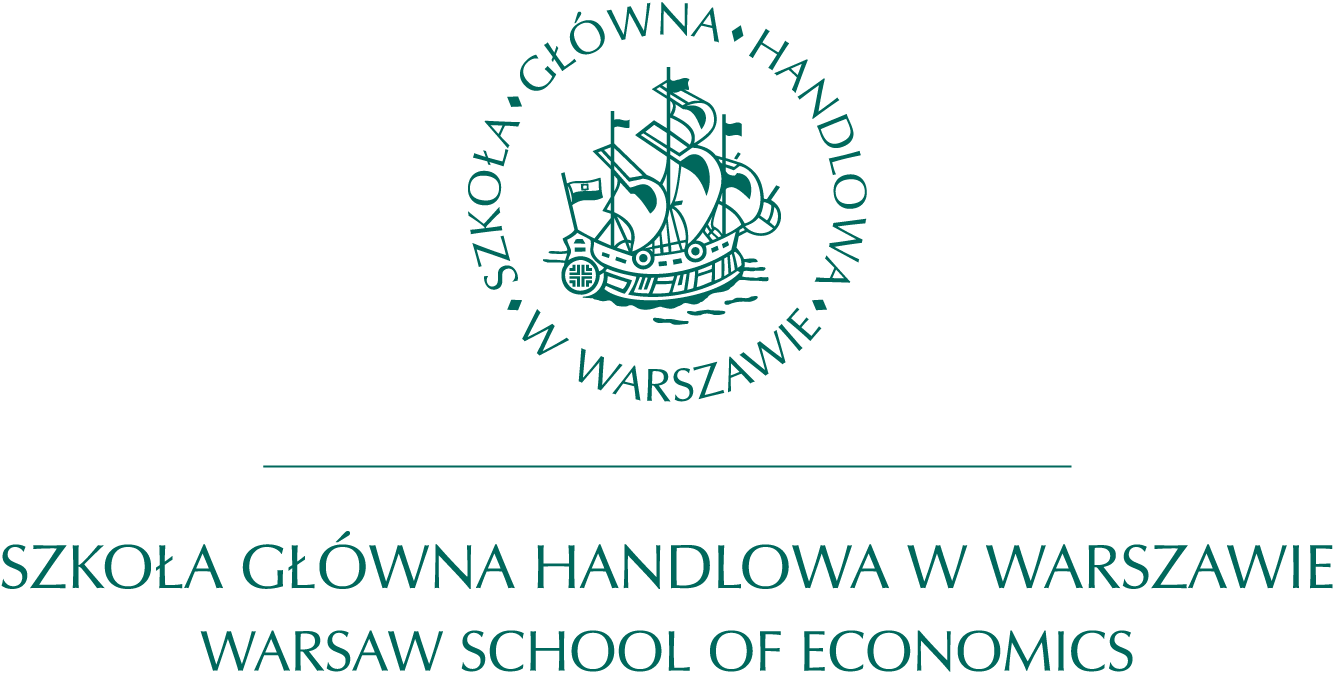 SZKOŁA • GŁÓWNA • HANDLOWA • W WARSZAWIE •
SZKOŁA GŁÓWNA HANDLOWA W WARSZAWIE
WARSAW SCHOOL OF ECONOMICS